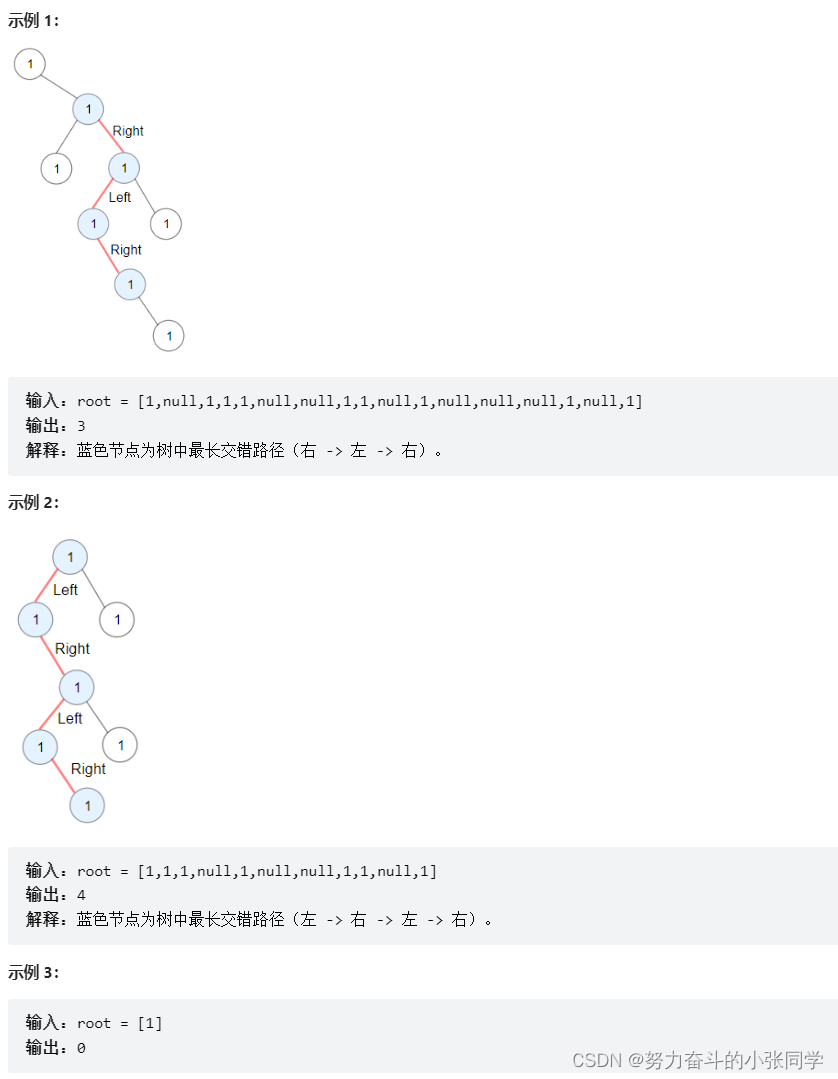 示例 1：
1
1
Right
1
1
Left
1
1
Right
1
1
输入：root = [1,null,1,1,1,null,null,1,1,null,1,null,null,null,1,null,1]
输出：3
解释：蓝色节点为树中最长交错路径（右 -> 左 -> 右）。
示例 2：
1
Left
1
1
Right
1
Left
1
1
Right
1
输入：root = [1,1,1,null,1,null,null,1,1,null,1]
输出：4
解释：蓝色节点为树中最长交错路径（左 -> 右 -> 左 -> 右）。
示例 3：
输入：root = [1]
输出：0
CSDN @努力奋斗的小张同学